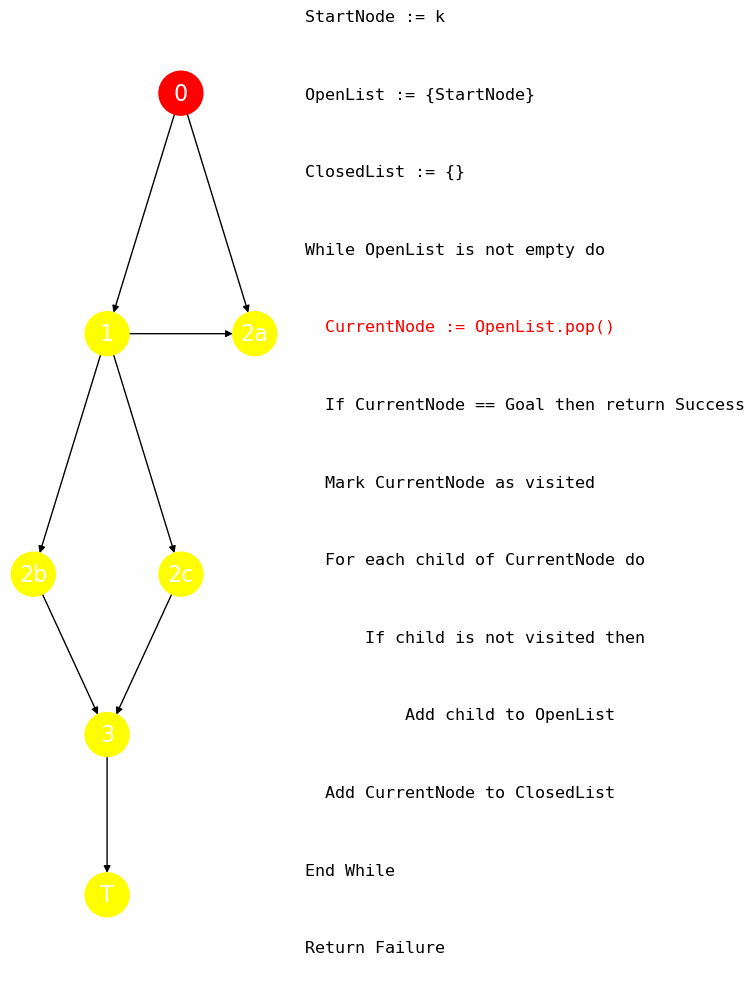 StartNode := k
0
OpenList := {StartNode}
ClosedList := {}
While OpenList is not empty do
1
2a
CurrentNode := OpenList.pop()
If CurrentNode == Goal then return Success
Mark CurrentNode as visited
For each child of CurrentNode do
2b
2c
If child is not visited then
Add child to OpenList
3
Add CurrentNode to ClosedList
End While
T
Return Failure